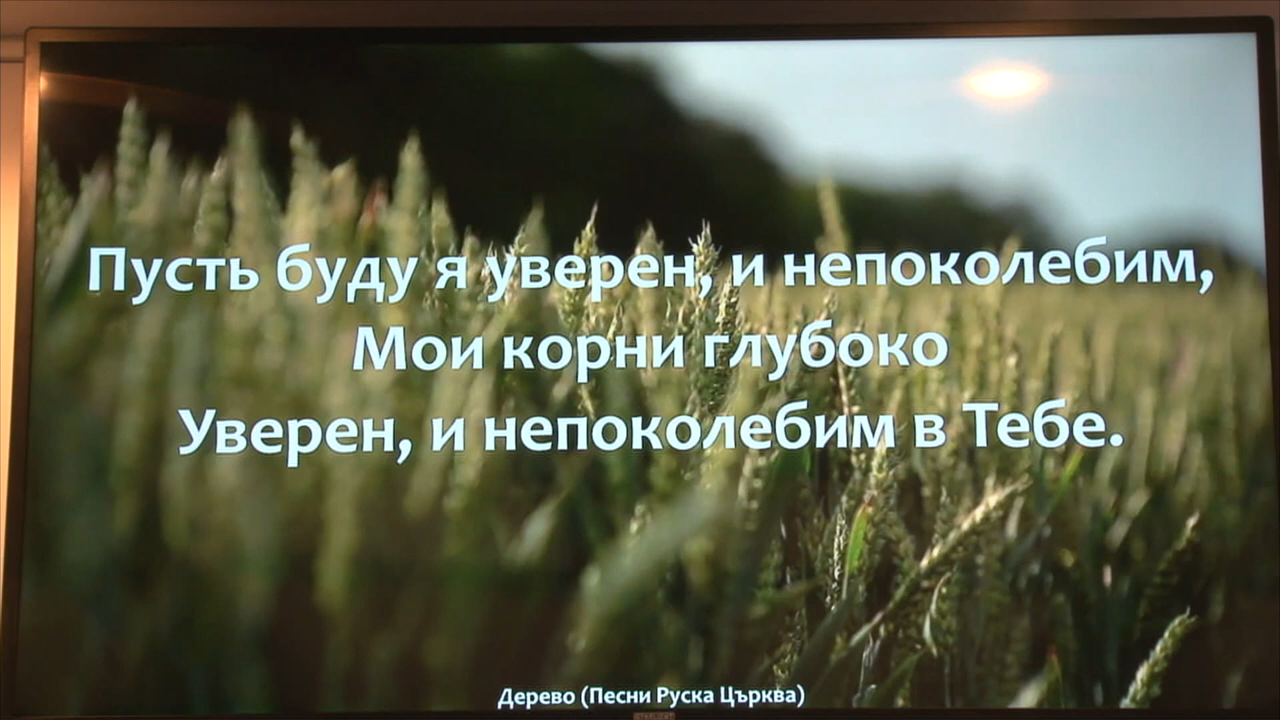 Пусть буду я уверен, и непоколебим,
Мои корни глубоко
Уверен, и непоколебим в Тебе.
Дерево (Песни Руска Църква)